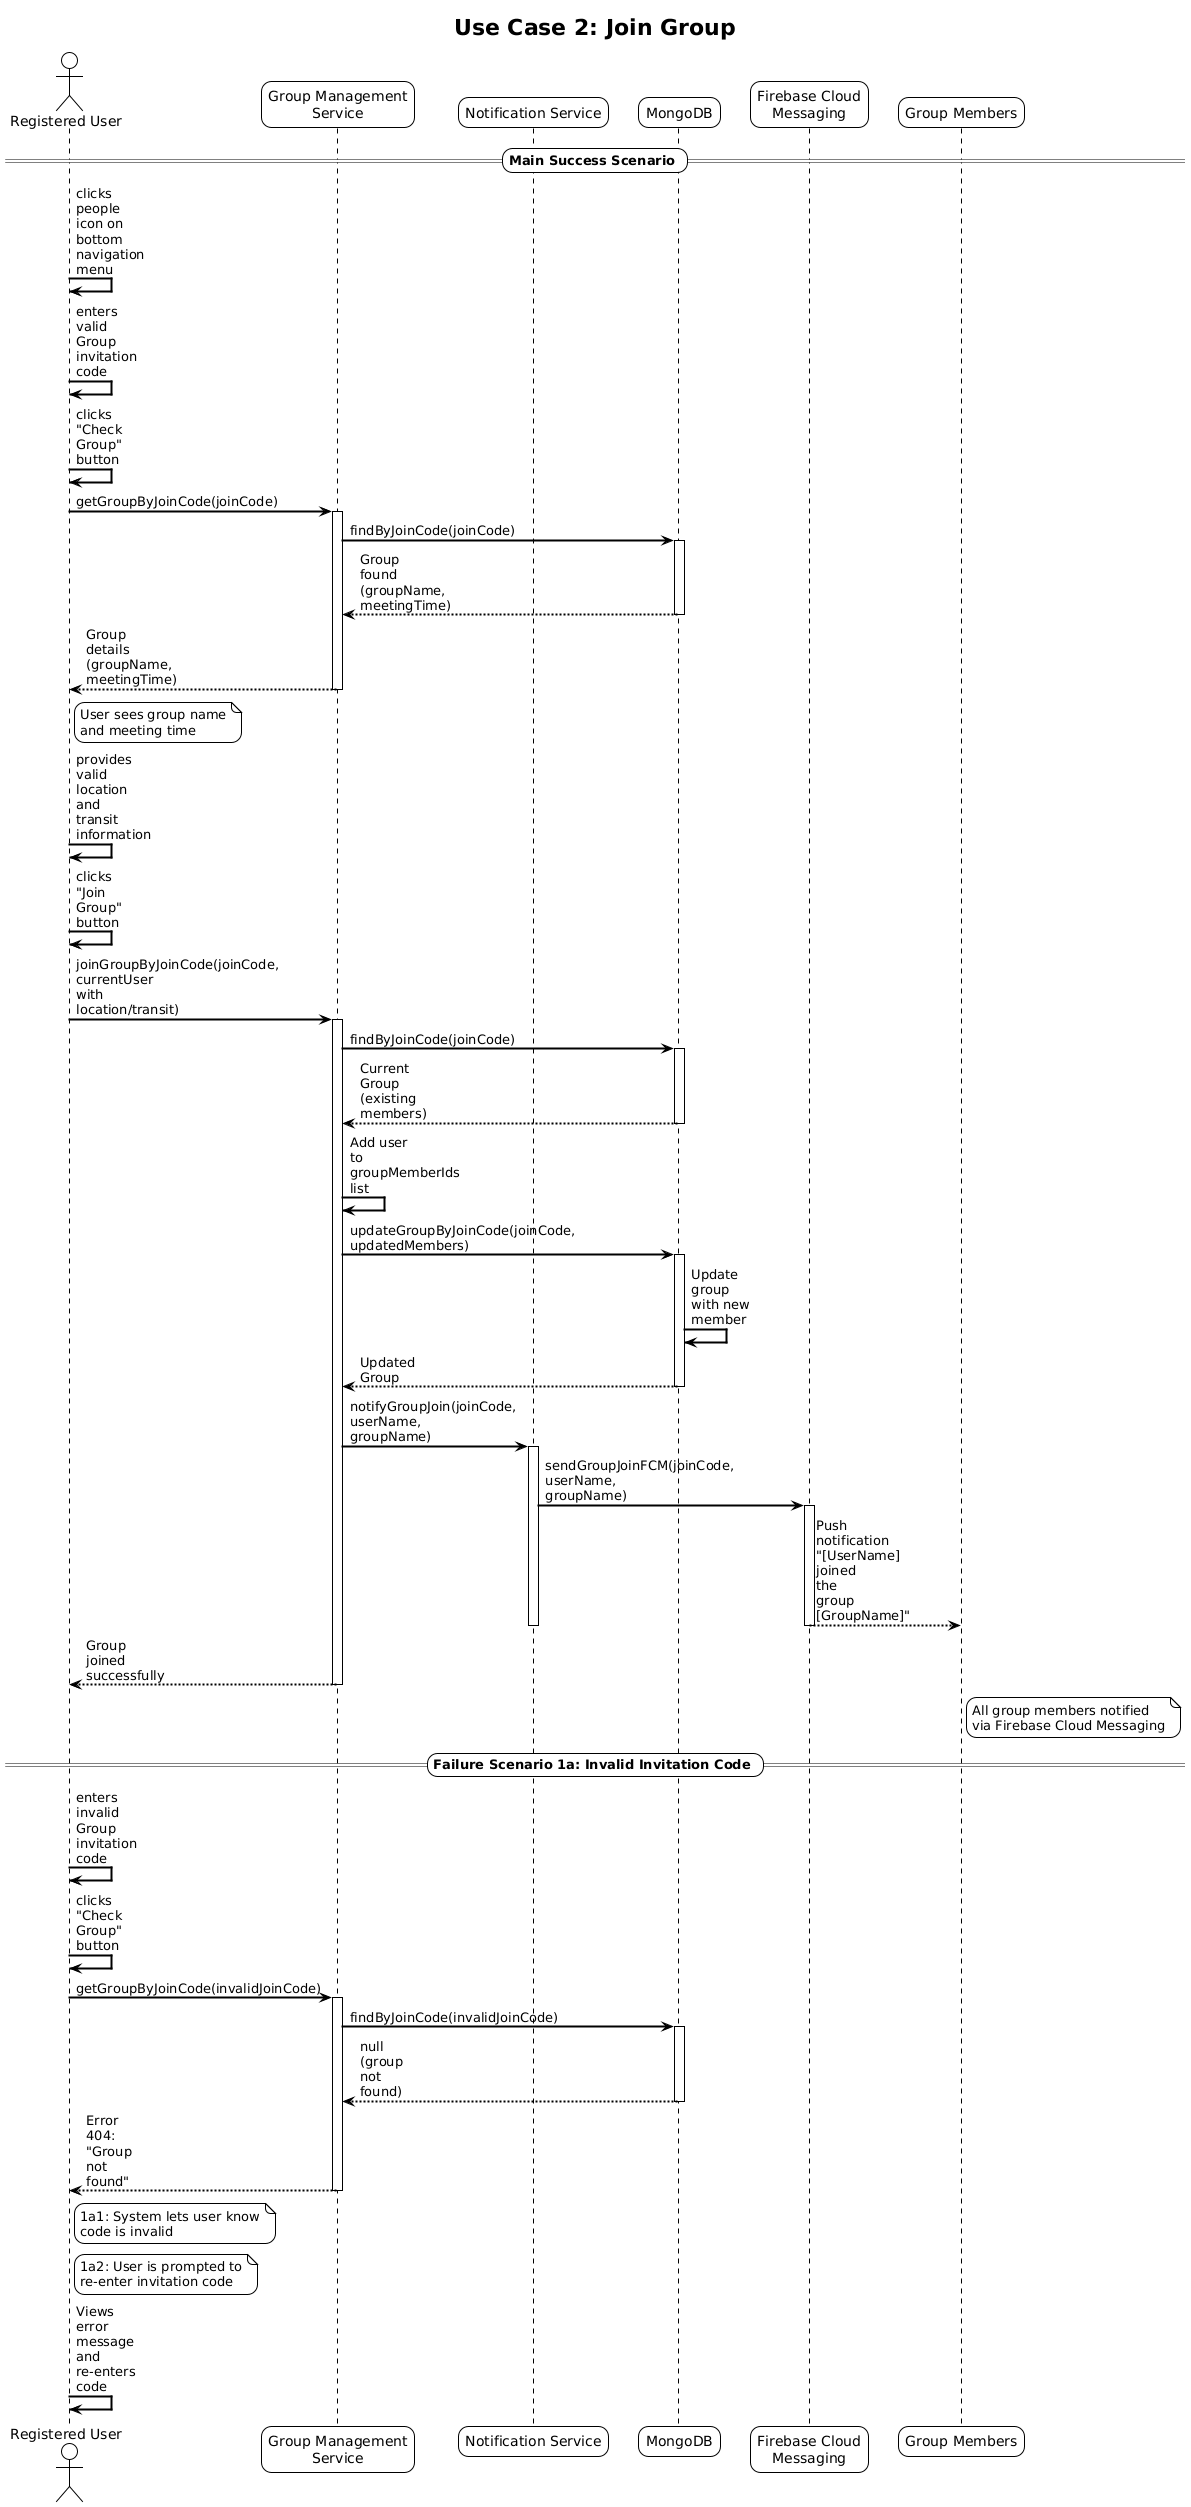 Use Case 2: Join Group
Registered User
Group Management
Service
Notification Service
MongoDB
Firebase Cloud
Messaging
Group Members
Main Success Scenario
clicks
people
icon on
bottom
navigation
menu
enters
valid
Group
invitation
code
clicks
"Check
Group"
button
getGroupByJoinCode(joinCode)
findByJoinCode(joinCode)
Group
found
(groupName,
meetingTime)
Group
details
(groupName,
meetingTime)
User sees group name
and meeting time
provides
valid
location
and
transit
information
clicks
"Join
Group"
button
joinGroupByJoinCode(joinCode,
currentUser
with
location/transit)
findByJoinCode(joinCode)
Current
Group
(existing
members)
Add user
to
groupMemberIds
list
updateGroupByJoinCode(joinCode,
updatedMembers)
Update
group
with new
member
Updated
Group
notifyGroupJoin(joinCode,
userName,
groupName)
sendGroupJoinFCM(joinCode,
userName,
groupName)
Push
notification
"[UserName]
joined
the
group
[GroupName]"
Group
joined
successfully
All group members notified
via Firebase Cloud Messaging
Failure Scenario 1a: Invalid Invitation Code
enters
invalid
Group
invitation
code
clicks
"Check
Group"
button
getGroupByJoinCode(invalidJoinCode)
findByJoinCode(invalidJoinCode)
null
(group
not
found)
Error
404:
"Group
not
found"
1a1: System lets user know
code is invalid
1a2: User is prompted to
re-enter invitation code
Views
error
message
and
re-enters
code
Registered User
Group Management
Service
Notification Service
MongoDB
Firebase Cloud
Messaging
Group Members